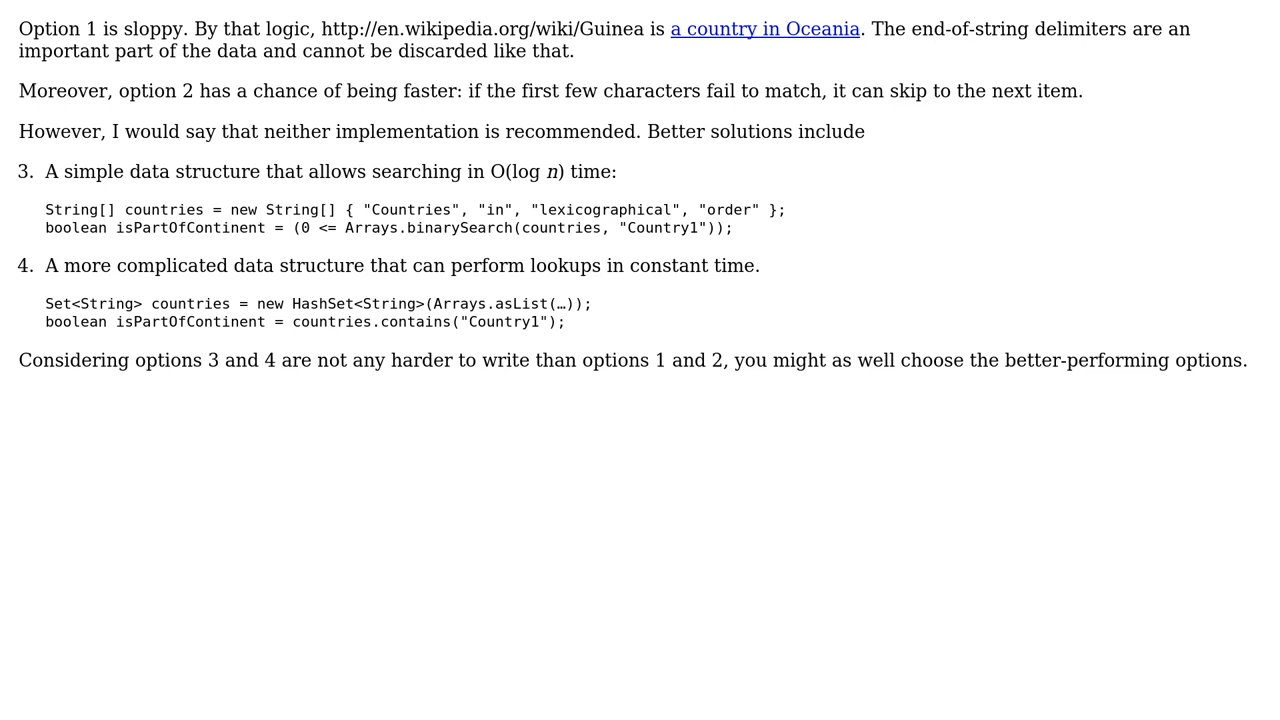 Option 1 is sloppy. By that logic, http://en.wikipedia.org/wiki/Guinea is a country in Oceania. The end-of-string delimiters are an
important part of the data and cannot be discarded like that.
Moreover, option 2 has a chance of being faster: if the first few characters fail to match, it can skip to the next item.
However, I would say that neither implementation is recommended. Better solutions include
3. A simple data structure that allows searching in O(log n) time:
String[] countries = new String[] { "Countries", "in", "lexicographical", "order" };
boolean isPartOfContinent = (0 <= Arrays.binarySearch(countries, "Country1"));
4. A more complicated data structure that can perform lookups in constant time.
Set<String> countries = new HashSet<String>(Arrays.asList(…));
boolean isPartOfContinent = countries.contains("Country1");
Considering options 3 and 4 are not any harder to write than options 1 and 2, you might as well choose the better-performing options.